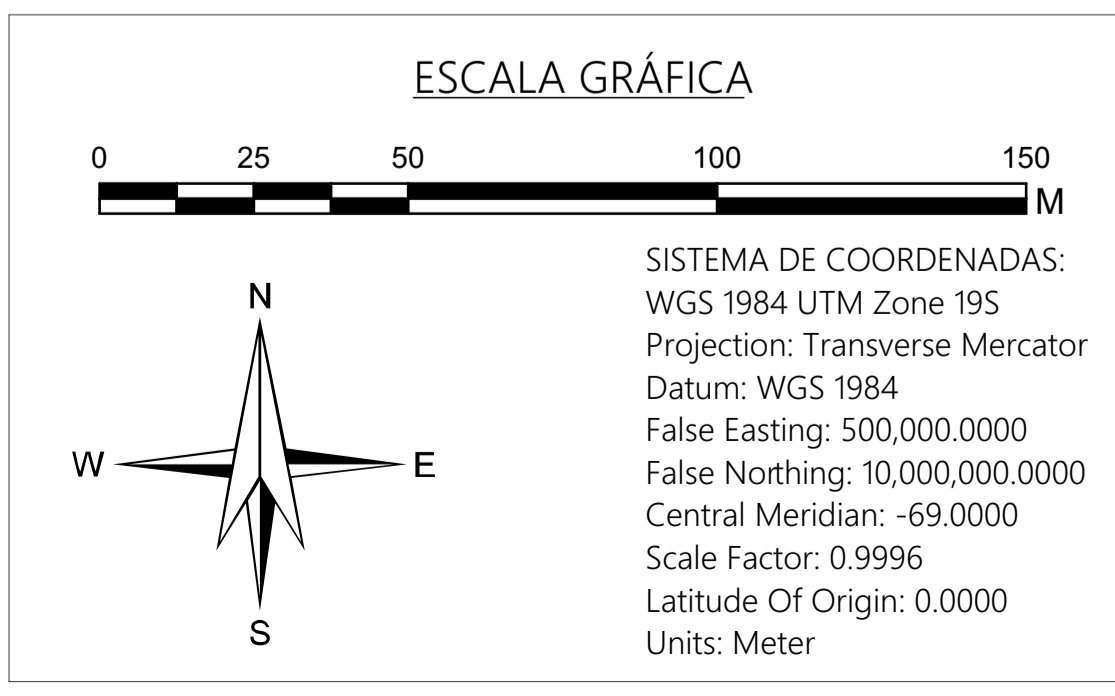 ESCALA GRÁFICA
0 25 50 100 150
M
SISTEMA DE COORDENADAS:
WGS 1984 UTM Zone 19S
Projection: Transverse Mercator
Datum: WGS 1984
False Easting: 500,000.0000
False Northing: 10,000,000.0000
Central Meridian: -69.0000
Scale Factor: 0.9996
Latitude Of Origin: 0.0000
Units: Meter
N
W E
S